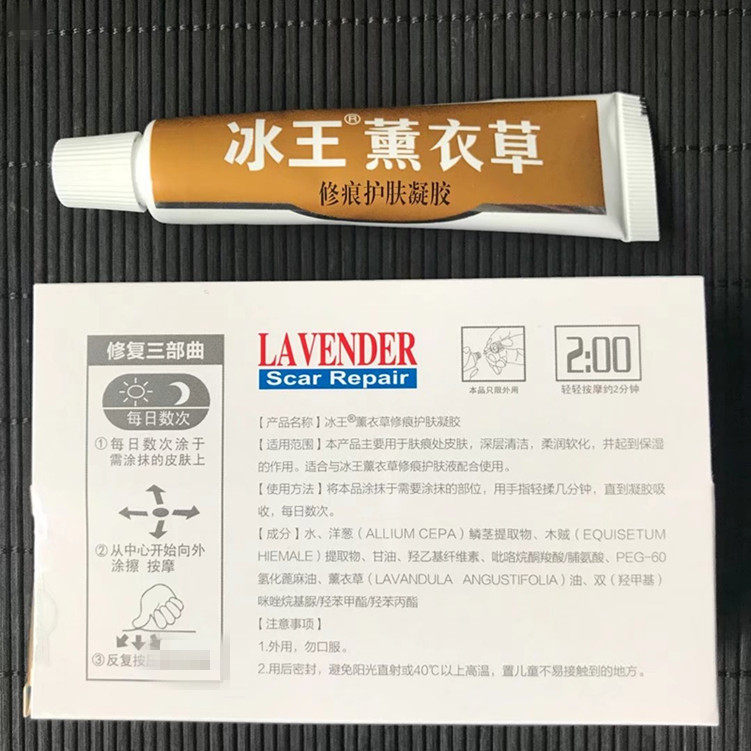 冰王®薰衣草
修痕护肤凝胶
修复三部曲
每日数次
①每日数次涂于
需涂抹的皮肤上
②从中心开始向外
涂擦 按摩
③反复按
LAVENDER
Scar Repair
本品只限外用
2:00
轻轻按摩约2分钟
【产品名称】冰王®薰衣草修痕护肤凝胶
【适用范围】本产品主要用于肤痕处皮肤，深层清洁，柔润软化，并起到保湿
的作用。适合与冰王薰衣草修痕护肤液配合使用。
【使用方法】将本品涂抹于需要涂抹的部位，用手指轻揉几分钟，直到凝胶吸
收，每日数次。
【成分】水、洋葱（ALLIUM CEPA）鳞茎提取物、木贼（EQUISETUM
HIEMALE）提取物、甘油、羟乙基纤维素、吡咯烷酮羧酸/脯氨酸、PEG-60
氢化蓖麻油、薰衣草（LAVANDULA ANGUSTIFOLIA）油、双（羟甲基）
咪唑烷基脲/羟苯甲酯/羟苯丙酯
【注意事项】
1.外用，勿口服。
2.用后密封，避免阳光直射或40℃以上高温，置儿童不易接触到的地方。